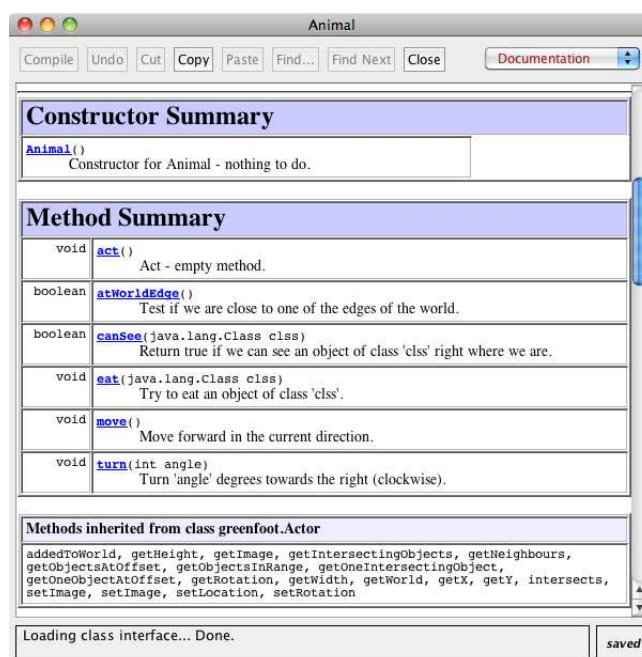 Animal
Compile Undo Cut Copy Paste Find... Find Next Close Documentation
Constructor Summary
Animal()
Constructor for Animal - nothing to do.
Method Summary
void act()
Act - empty method.
boolean atWorldEdge()
Test if we are close to one of the edges of the world.
boolean canSee(java.lang.Class clss)
Return true if we can see an object of class 'clss' right where we are.
void eat(java.lang.Class clss)
Try to eat an object of class 'clss'.
void move()
Move forward in the current direction.
void turn(int angle)
Turn 'angle' degrees towards the right (clockwise).
Methods inherited from class greenfoot.Actor
addedToWorld, getHeight, getImage, getIntersectingObjects, getNeighbours,
getObjectsAtOffset, getObjectsInRange, getOneIntersectingObject,
getOneObjectAtOffset, getRotation, getWidth, getWorld, getX, getY, intersects,
setImage, setImage, setLocation, setRotation
Loading class interface... Done.
saved